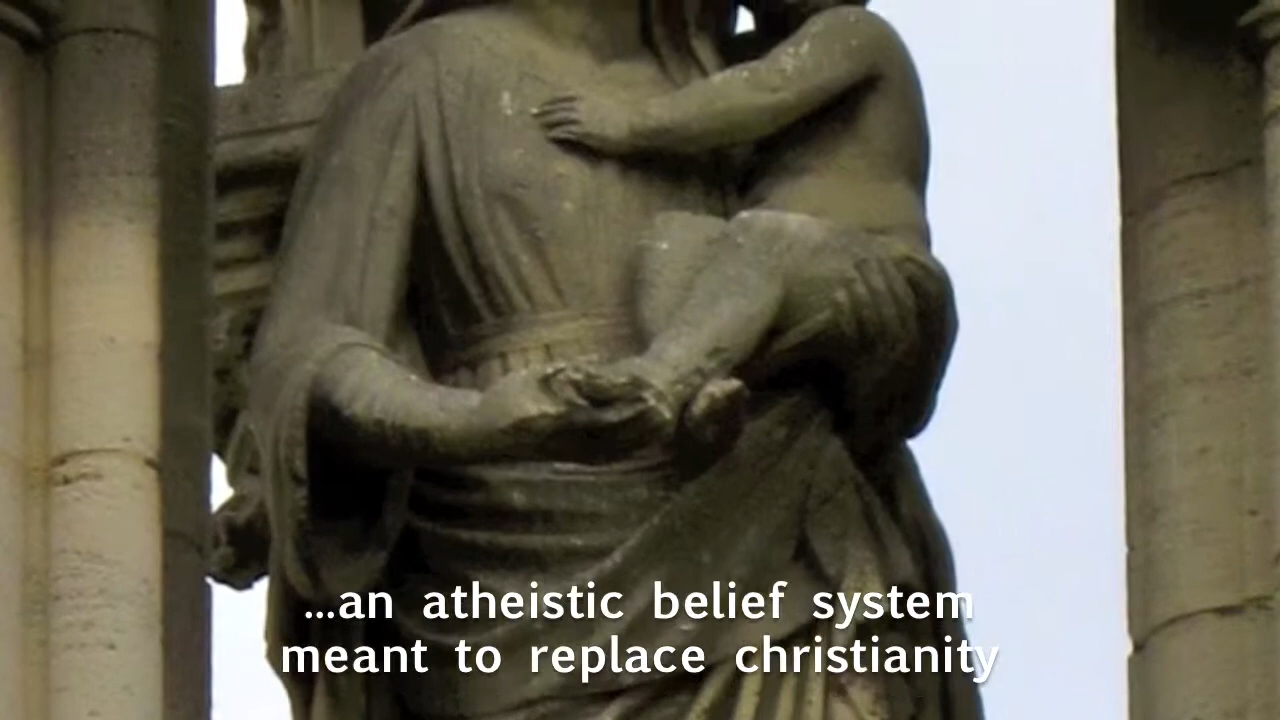 …an atheistic belief system
meant to replace christianity